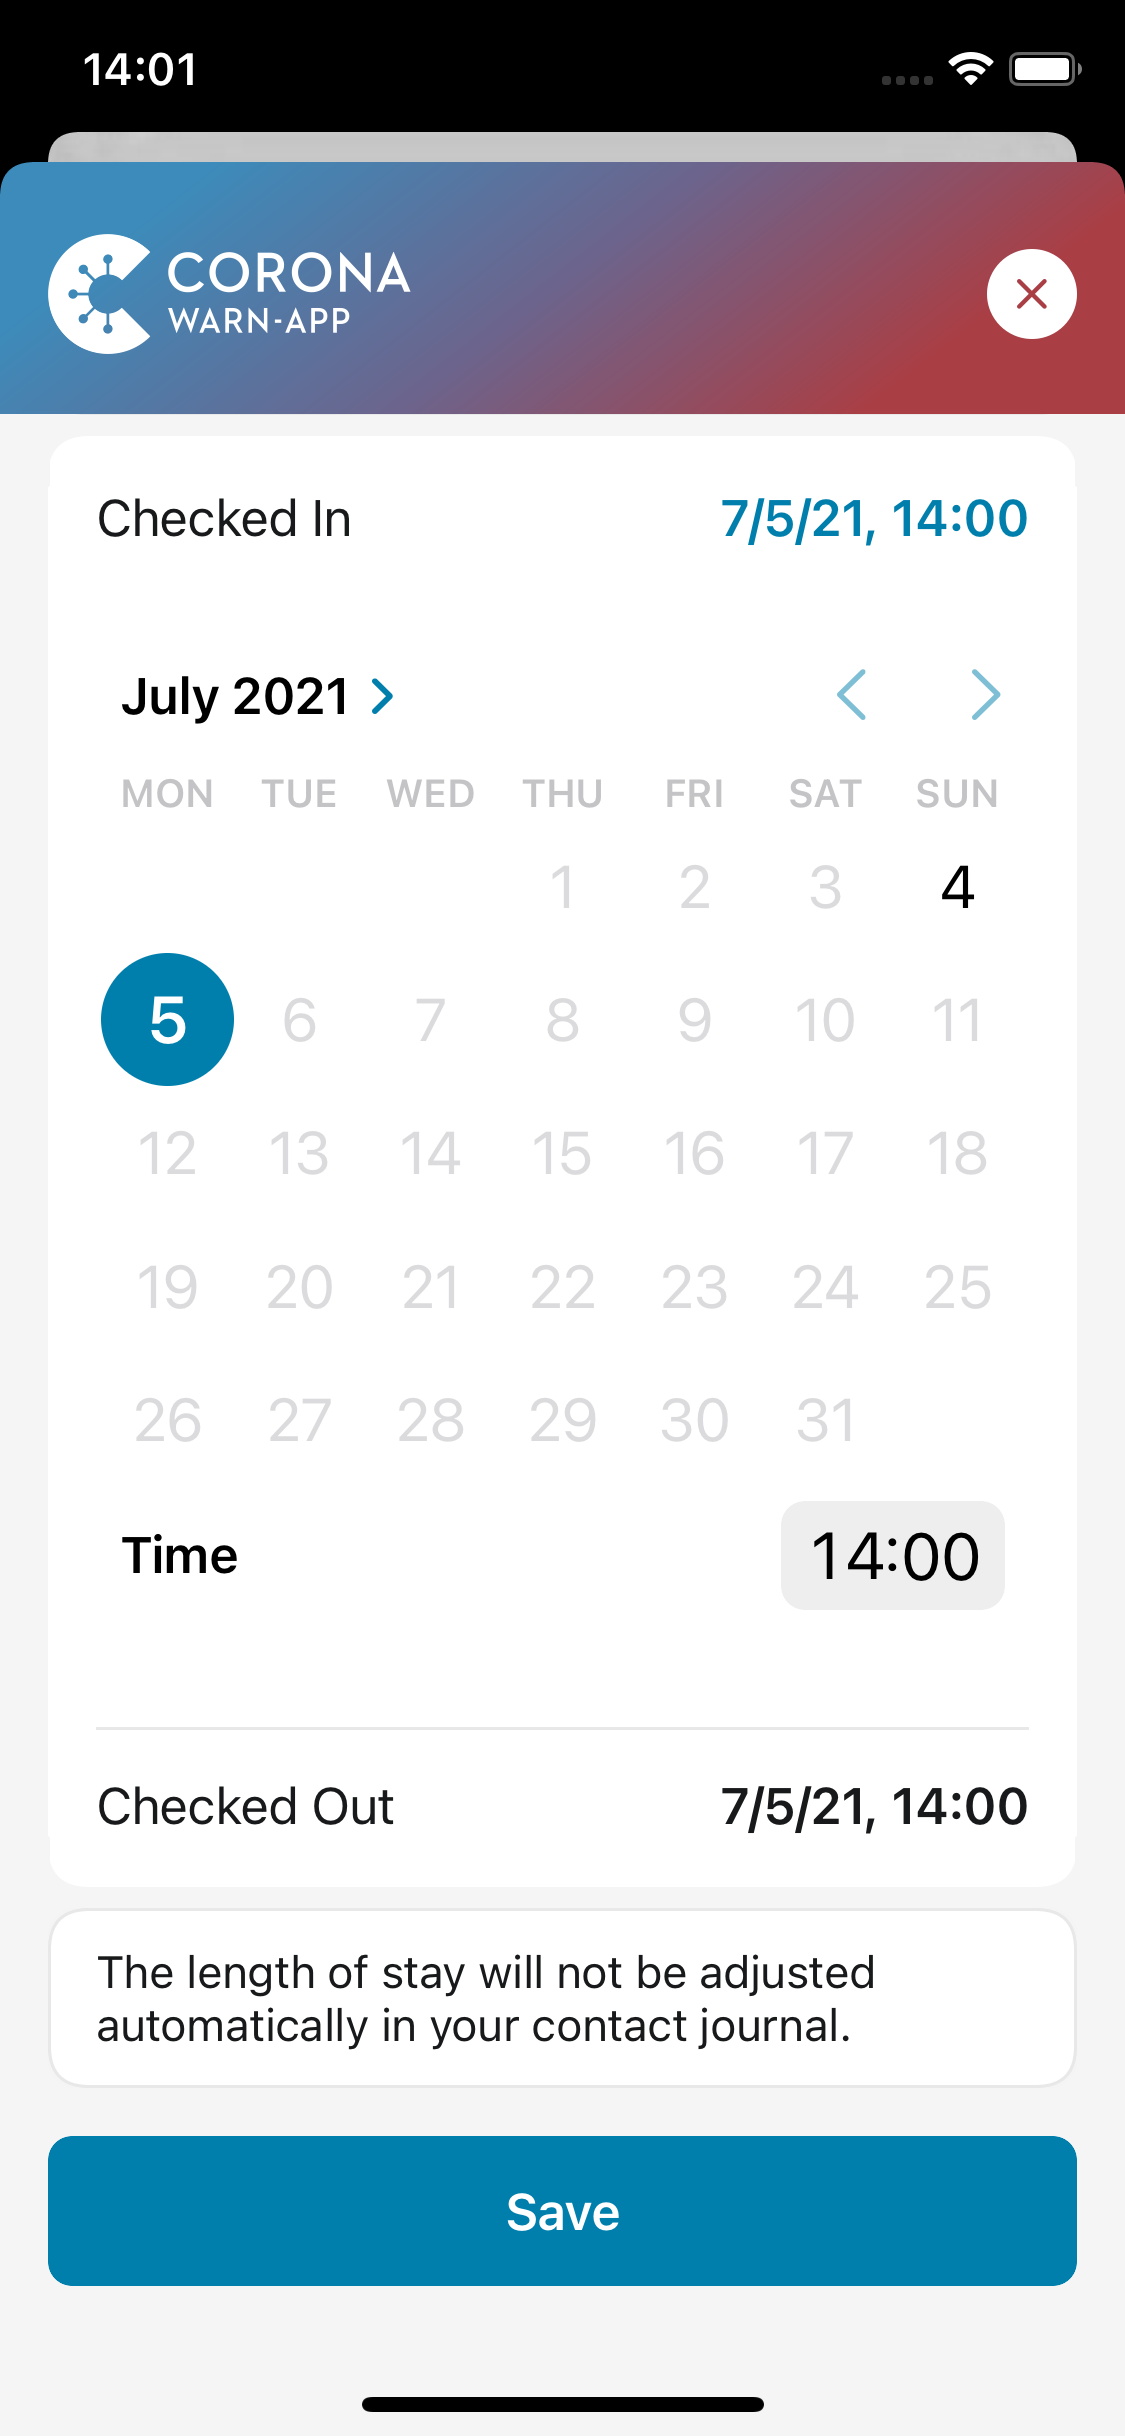 14:01
CORONA
WARN-APP
Checked In 7/5/21, 14:00
July 2021
MON TUE WED THU FRI SAT SUN
1 2 3 4
5 6 7 8 9 10 11
12 13 14 15 16 17 18
19 20 21 22 23 24 25
26 27 28 29 30 31
Time 14:00
Checked Out 7/5/21, 14:00
The length of stay will not be adjusted
automatically in your contact journal.
Save